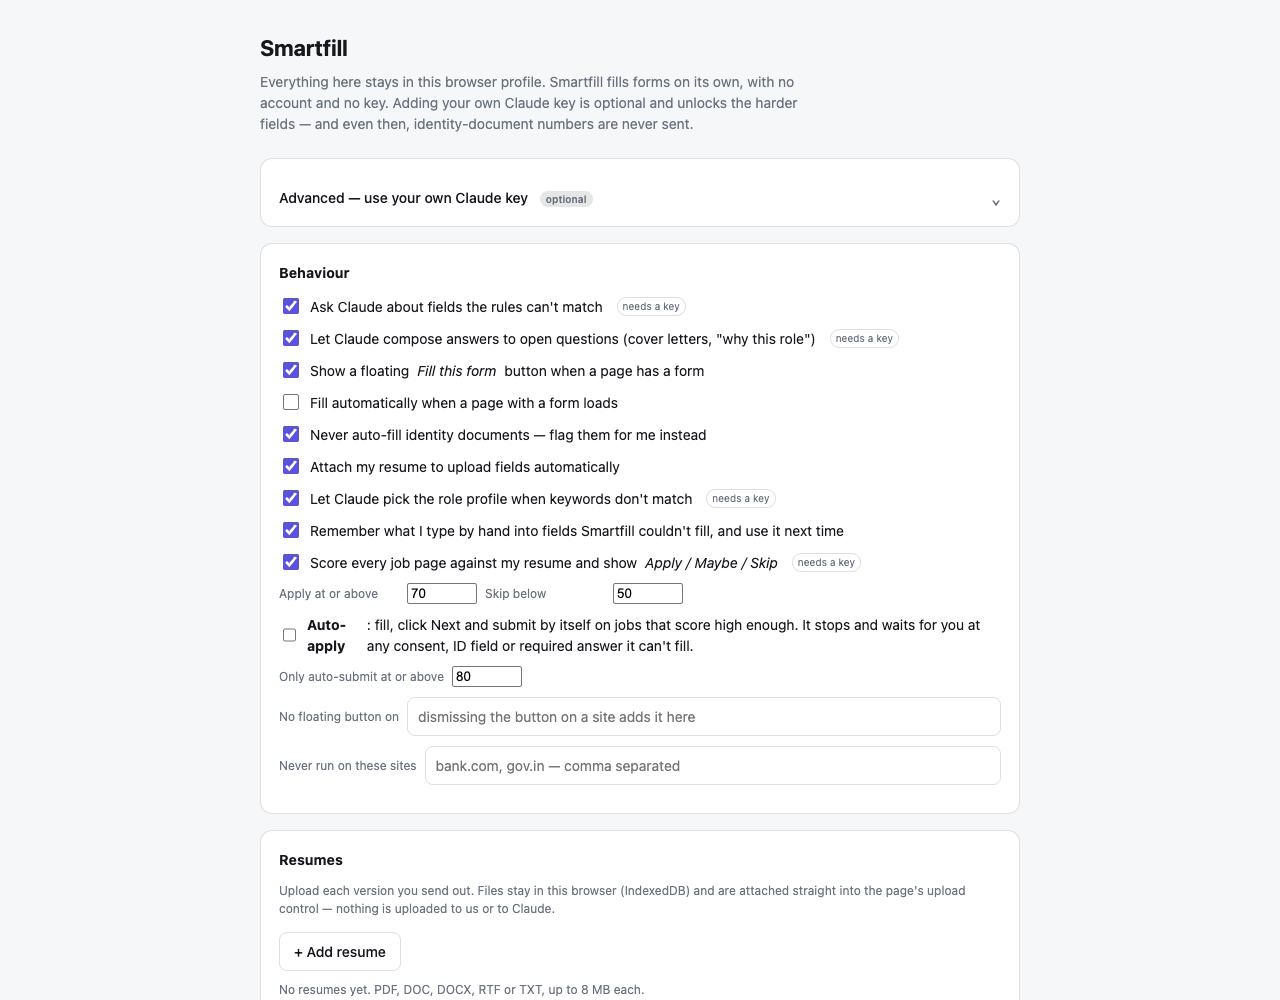 Smartfill
Everything here stays in this browser profile. Smartfill fills forms on its own, with no
account and no key. Adding your own Claude key is optional and unlocks the harder
fields — and even then, identity-document numbers are never sent.
Advanced — use your own Claude key optional
Behaviour
Ask Claude about fields the rules can't match needs a key
Let Claude compose answers to open questions (cover letters, "why this role") needs a key
Show a floating Fill this form button when a page has a form
Fill automatically when a page with a form loads
Never auto-fill identity documents — flag them for me instead
Attach my resume to upload fields automatically
Let Claude pick the role profile when keywords don't match needs a key
Remember what I type by hand into fields Smartfill couldn't fill, and use it next time
Score every job page against my resume and show Apply / Maybe / Skip needs a key
Apply at or above 70 Skip below 50
Auto-apply : fill, click Next and submit by itself on jobs that score high enough. It stops and waits for you at
any consent, ID field or required answer it can't fill.
Only auto-submit at or above 80
No floating button on dismissing the button on a site adds it here
Never run on these sites bank.com, gov.in — comma separated
Resumes
Upload each version you send out. Files stay in this browser (IndexedDB) and are attached straight into the page's upload
control — nothing is uploaded to us or to Claude.
+ Add resume
No resumes yet. PDF, DOC, DOCX, RTF or TXT, up to 8 MB each.